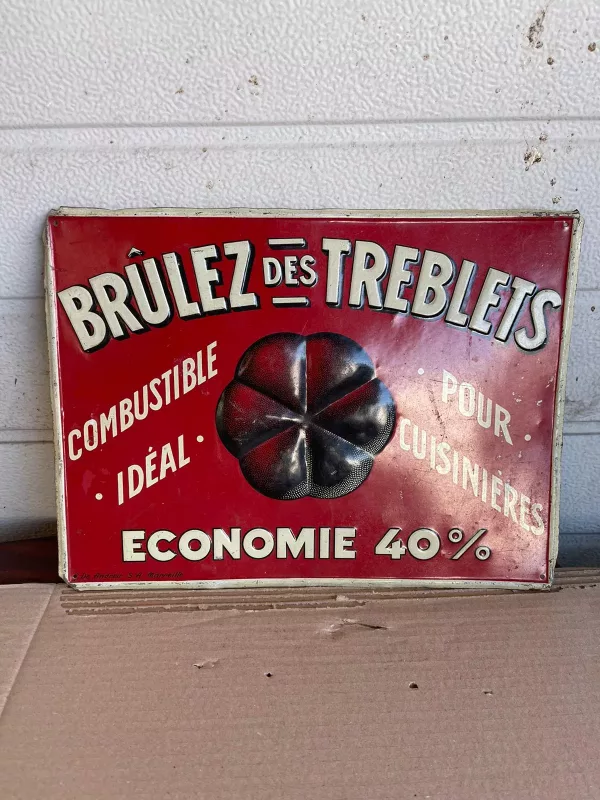 BRÛLEZ DES TREBLETS
COMBUSTIBLE
· IDÉAL ·
· POUR ·
CUISINIÈRES
ECONOMIE 40%